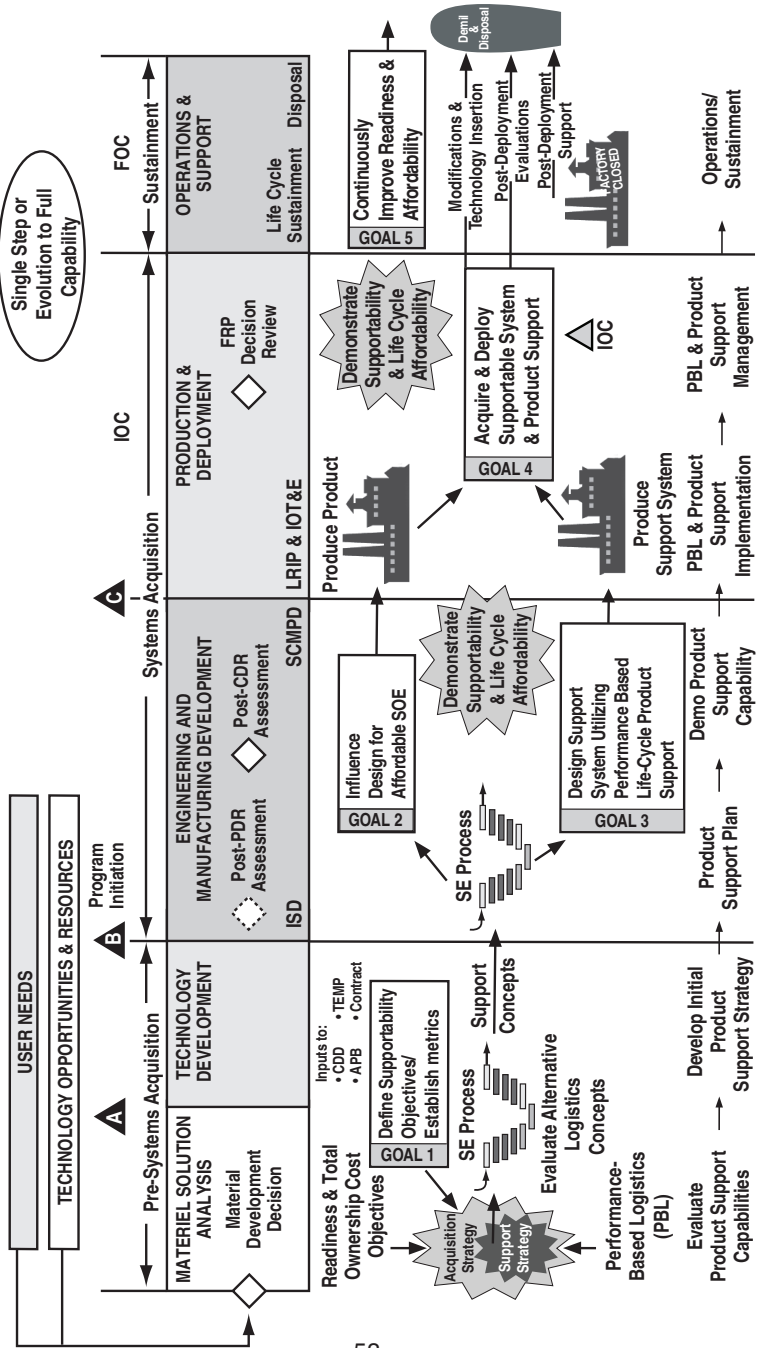 Single Step or
Evolution to Full
Capability
USER NEEDS
TECHNOLOGY OPPORTUNITIES & RESOURCES
Program
Initiation
A
B
C
IOC
FOC
Pre-Systems Acquisition
Systems Acquisition
Sustainment
MATERIEL SOLUTION
ANALYSIS
Material
Development
Decision
TECHNOLOGY
DEVELOPMENT
ENGINEERING AND
MANUFACTURING DEVELOPMENT
Post-PDR
Assessment
Post-CDR
Assessment
ISD
SCMPD
PRODUCTION &
DEPLOYMENT
FRP
Decision
Review
LRIP & IOT&E
OPERATIONS &
SUPPORT
Life Cycle
Sustainment
Disposal
Readiness & Total
Ownership Cost
Objectives
Inputs to:
• CDD
• APB
• TEMP
• Contract
GOAL 1
Define Supportability
Objectives/
Establish metrics
Acquisition
Strategy
Support
Strategy
SE Process
Support
Concepts
Evaluate Alternative
Logistics
Concepts
Performance-
Based Logistics
(PBL)
SE Process
GOAL 2
Influence
Design for
Affordable SOE
GOAL 3
Design Support
System Utilizing
Performance Based
Life-Cycle Product
Support
Demonstrate
Supportability
& Life Cycle
Affordability
Produce Product
Produce
Support System
Demonstrate
Supportability
& Life Cycle
Affordability
GOAL 4
Acquire & Deploy
Supportable System
& Product Support
IOC
GOAL 5
Continuously
Improve Readiness &
Affordability
Modifications &
Technology Insertion
Post-Deployment
Evaluations
Post-Deployment
Support
Demil
&
Disposal
FACTORY
CLOSED
Evaluate
Product Support
Capabilities
Develop Initial
Product
Support Strategy
Product
Support Plan
Demo Product
Support
Capability
PBL & Product
Support
Implementation
PBL & Product
Support
Management
Operations/
Sustainment